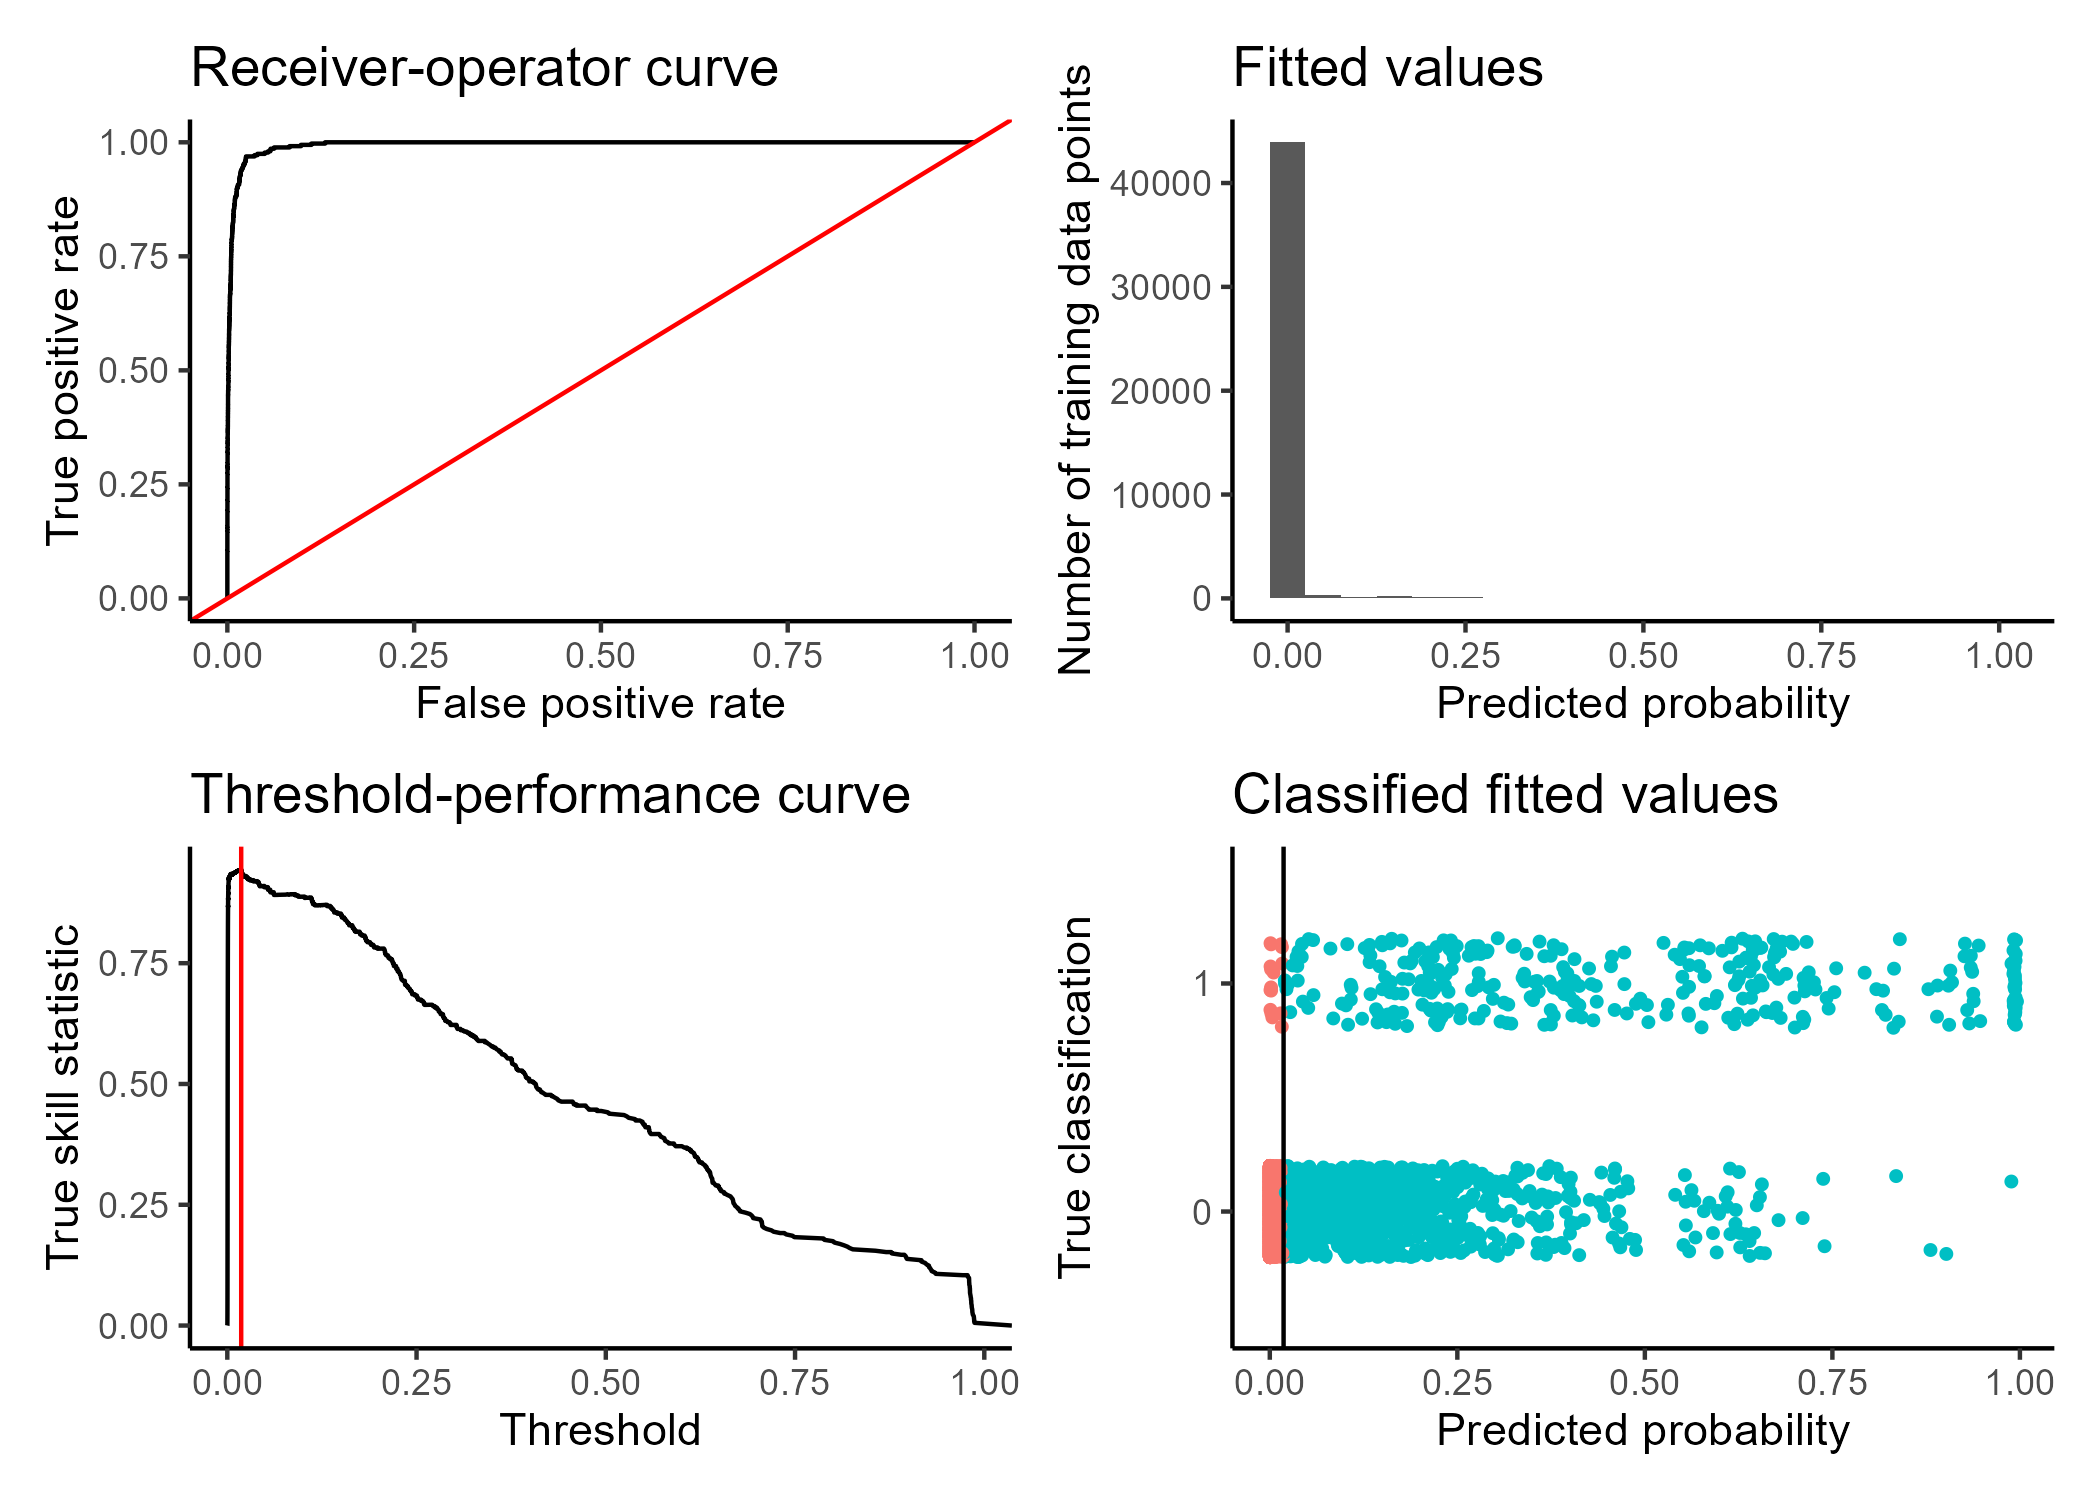 Receiver-operator curve
True positive rate
1.00
0.75
0.50
0.25
0.00
0.00 0.25 0.50 0.75 1.00
False positive rate
Fitted values
Number of training data points
40000
30000
20000
10000
0
0.00 0.25 0.50 0.75 1.00
Predicted probability
Threshold-performance curve
True skill statistic
0.75
0.50
0.25
0.00
0.00 0.25 0.50 0.75 1.00
Threshold
Classified fitted values
True classification
1
0
0.00 0.25 0.50 0.75 1.00
Predicted probability